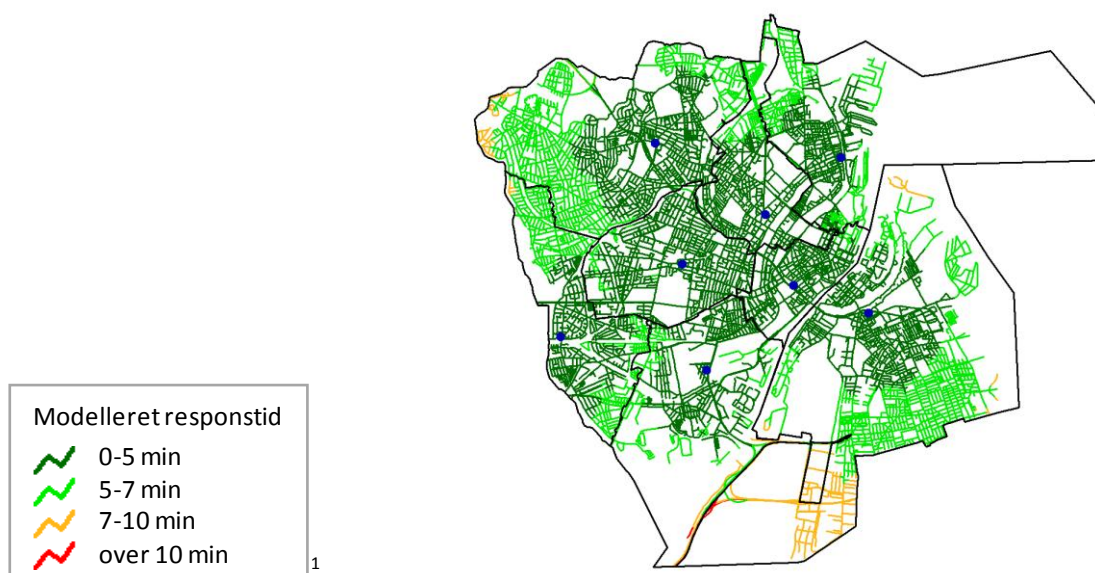 Modelleret responstid
0-5 min
5-7 min
7-10 min
over 10 min
1